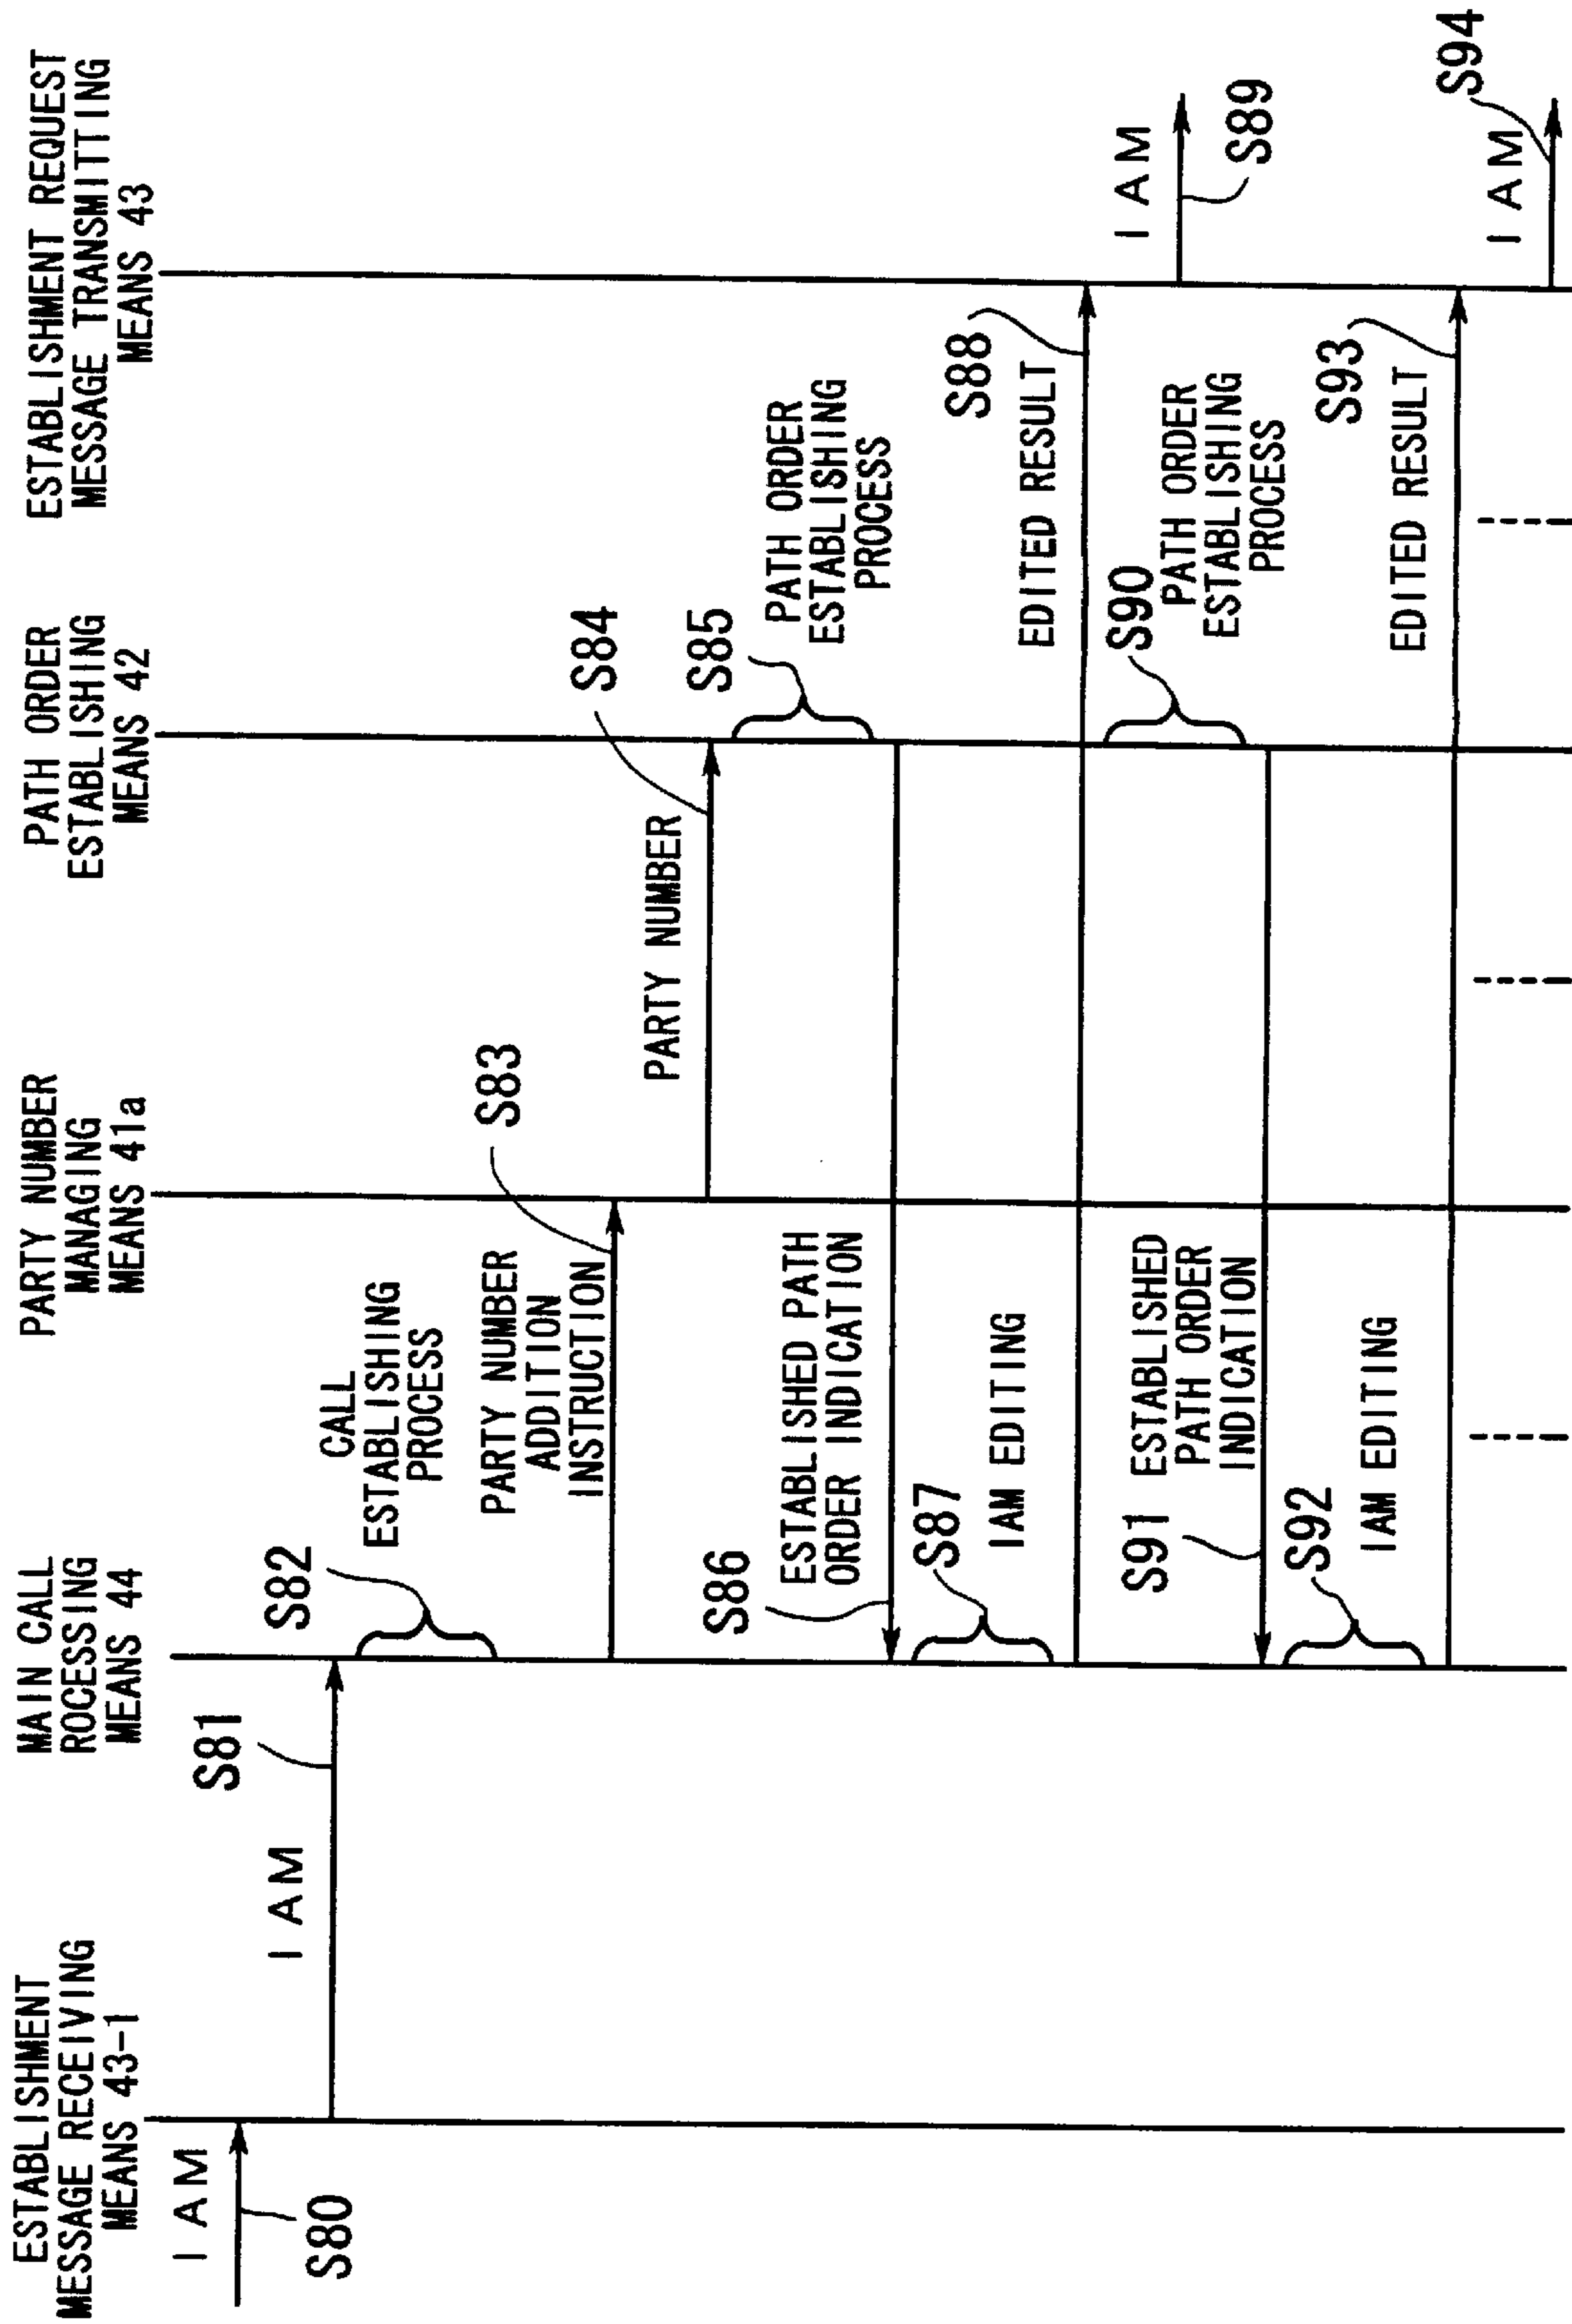 ESTABLISHMENT
MESSAGE RECEIVING
MEANS 43-1
MAIN CALL
ROCESSING
MEANS 44
PARTY NUMBER
MANAGING
MEANS 41a
PATH ORDER
ESTABLISHING
MEANS 42
ESTABLISHMENT REQUEST
MESSAGE TRANSMITTING
MEANS 43
IAM
S80
IAM
S81
S82
CALL
ESTABLISHING
PROCESS
PARTY NUMBER
ADDITION
INSTRUCTION
S83
PARTY NUMBER
S84
S85
PATH ORDER
ESTABLISHING
PROCESS
S86
ESTABLISHED PATH
ORDER INDICATION
S87
IAM EDITING
EDITED RESULT
S88
IAM
S89
S90
PATH ORDER
ESTABLISHING
PROCESS
S91
ESTABLISHED
PATH ORDER
INDICATION
S92
IAM EDITING
EDITED RESULT
S93
IAM
S94